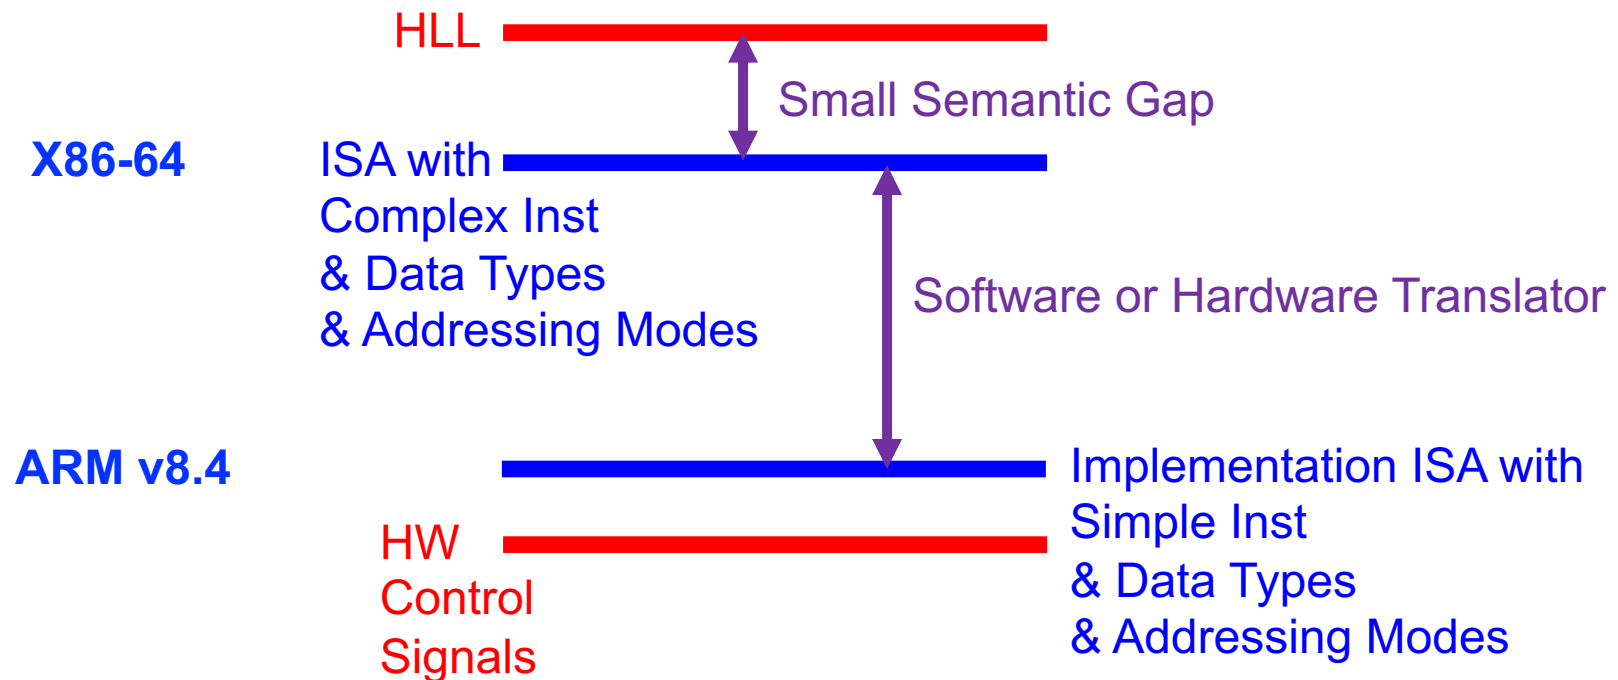 HLL
Small Semantic Gap
X86-64
ISA with
Complex Inst
& Data Types
& Addressing Modes
Software or Hardware Translator
ARM v8.4
Implementation ISA with
Simple Inst
& Data Types
& Addressing Modes
HW
Control
Signals